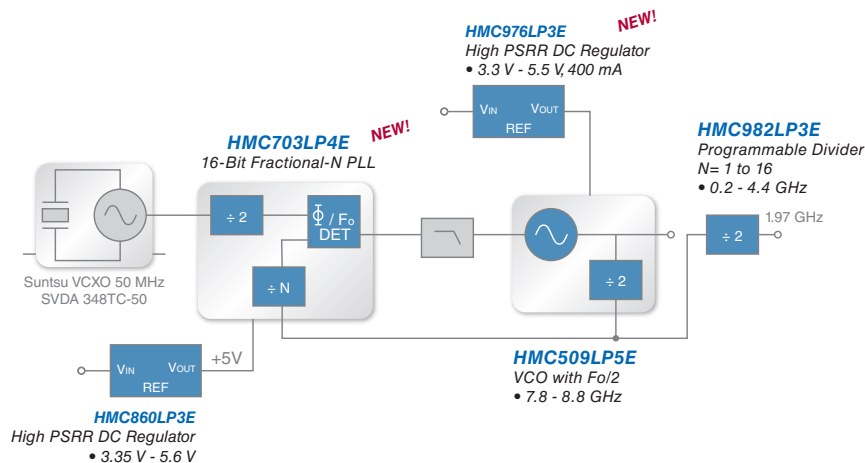 HMC976LP3E
NEW!
High PSRR DC Regulator
• 3.3 V - 5.5 V, 400 mA
VIN VOUT
REF
HMC703LP4E
NEW!
16-Bit Fractional-N PLL
HMC982LP3E
Programmable Divider
N= 1 to 16
• 0.2 - 4.4 GHz
÷ 2
Φ / Fo
DET
÷ N
÷ 2
÷ 2
1.97 GHz
Suntsu VCXO 50 MHz
SVDA 348TC-50
VIN VOUT
REF
+5V
HMC860LP3E
High PSRR DC Regulator
• 3.35 V - 5.6 V
HMC509LP5E
VCO with Fo/2
• 7.8 - 8.8 GHz